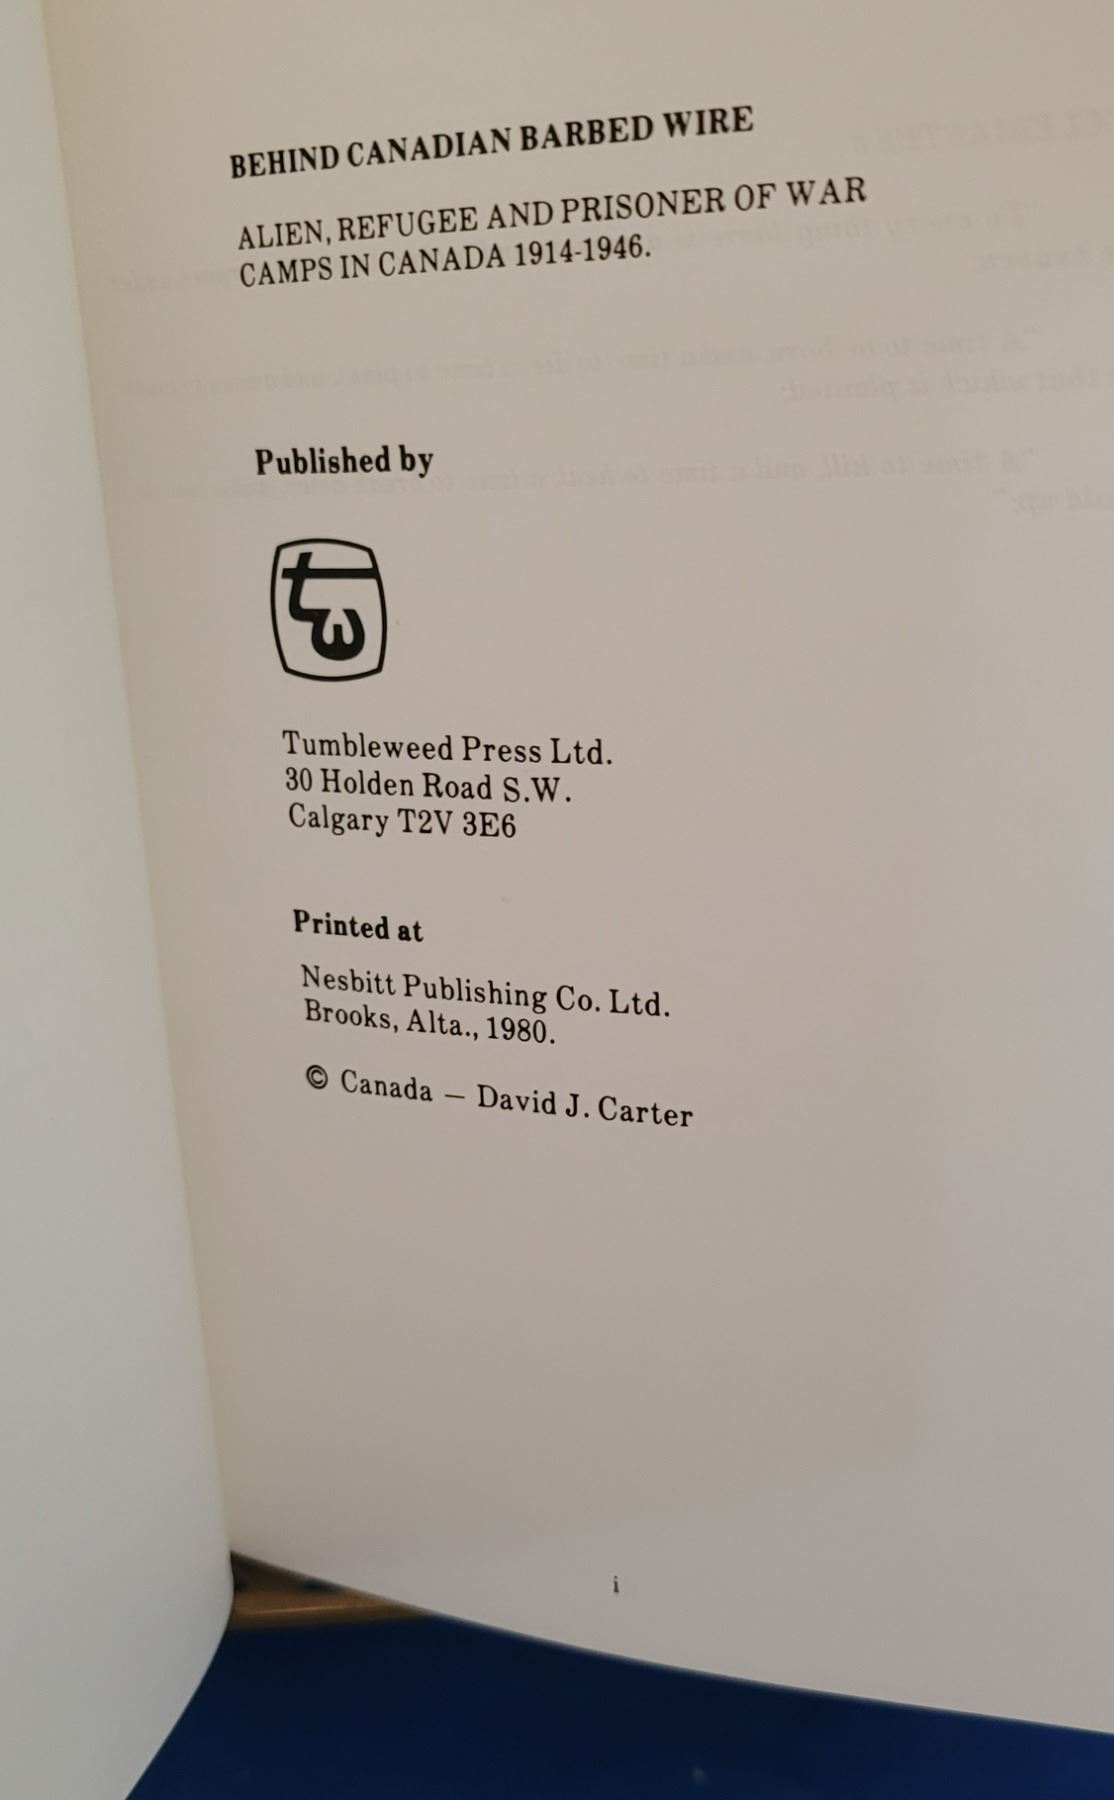 BEHIND CANADIAN BARBED WIRE
ALIEN, REFUGEE AND PRISONER OF WAR
CAMPS IN CANADA 1914-1946.
Published by
tw
Tumbleweed Press Ltd.
30 Holden Road S.W.
Calgary T2V 3E6
Printed at
Nesbitt Publishing Co. Ltd.
Brooks, Alta., 1980.
© Canada – David J. Carter
i